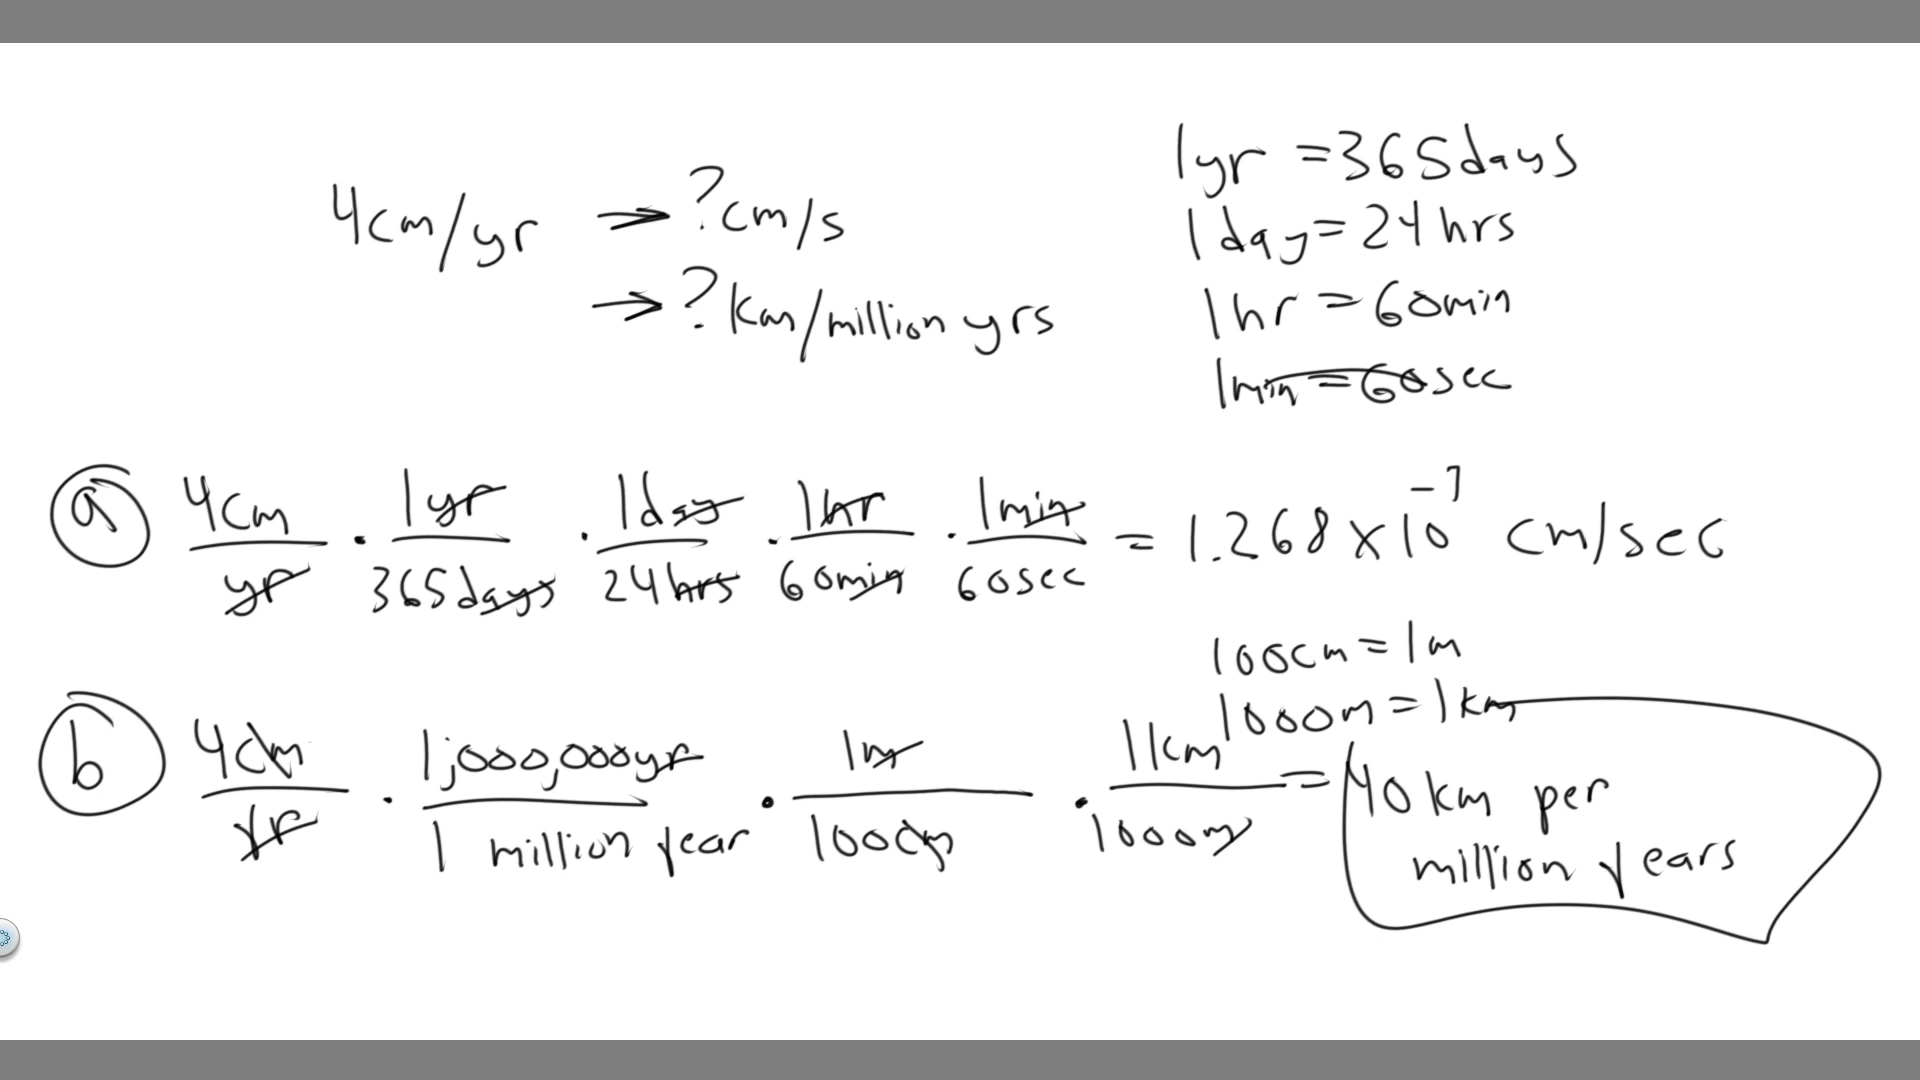 4cm/yr → ?cm/s
→ ?km/million yrs
1yr = 365days
1day = 24hrs
1hr = 60min
1min = 60sec
a 4cm/yr · 1yr/365days · 1day/24hrs · 1hr/60min · 1min/60sec = 1.268 x 10^-7 cm/sec
100cm = 1m
1000m = 1km
b 4cm/yr · 1,000,000yr/1 million year · 1m/100cm · 1km/1000m = 40 km per
million years